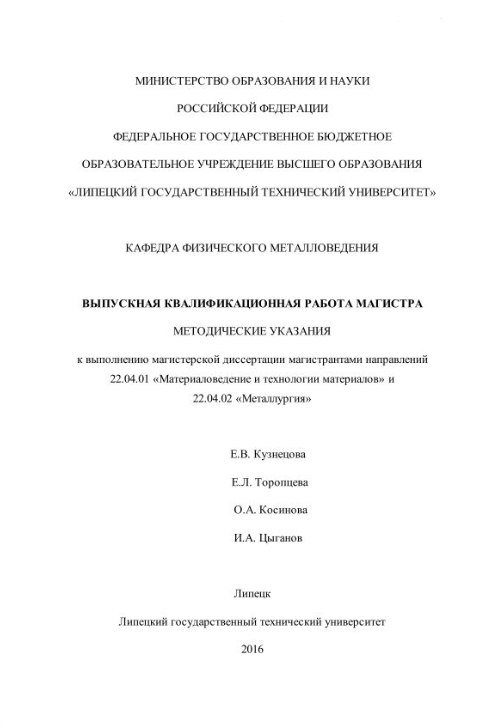 МИНИСТЕРСТВО ОБРАЗОВАНИЯ И НАУКИ
РОССИЙСКОЙ ФЕДЕРАЦИИ
ФЕДЕРАЛЬНОЕ ГОСУДАРСТВЕННОЕ БЮДЖЕТНОЕ
ОБРАЗОВАТЕЛЬНОЕ УЧРЕЖДЕНИЕ ВЫСШЕГО ОБРАЗОВАНИЯ
«ЛИПЕЦКИЙ ГОСУДАРСТВЕННЫЙ ТЕХНИЧЕСКИЙ УНИВЕРСИТЕТ»
КАФЕДРА ФИЗИЧЕСКОГО МЕТАЛЛОВЕДЕНИЯ
ВЫПУСКНАЯ КВАЛИФИКАЦИОННАЯ РАБОТА МАГИСТРА
МЕТОДИЧЕСКИЕ УКАЗАНИЯ
к выполнению магистерской диссертации магистрантами направлений
22.04.01 «Материаловедение и технологии материалов» и
22.04.02 «Металлургия»
Е.В. Кузнецова
Е.Л. Торопцева
О.А. Косинова
И.А. Цыганов
Липецк
Липецкий государственный технический университет
2016